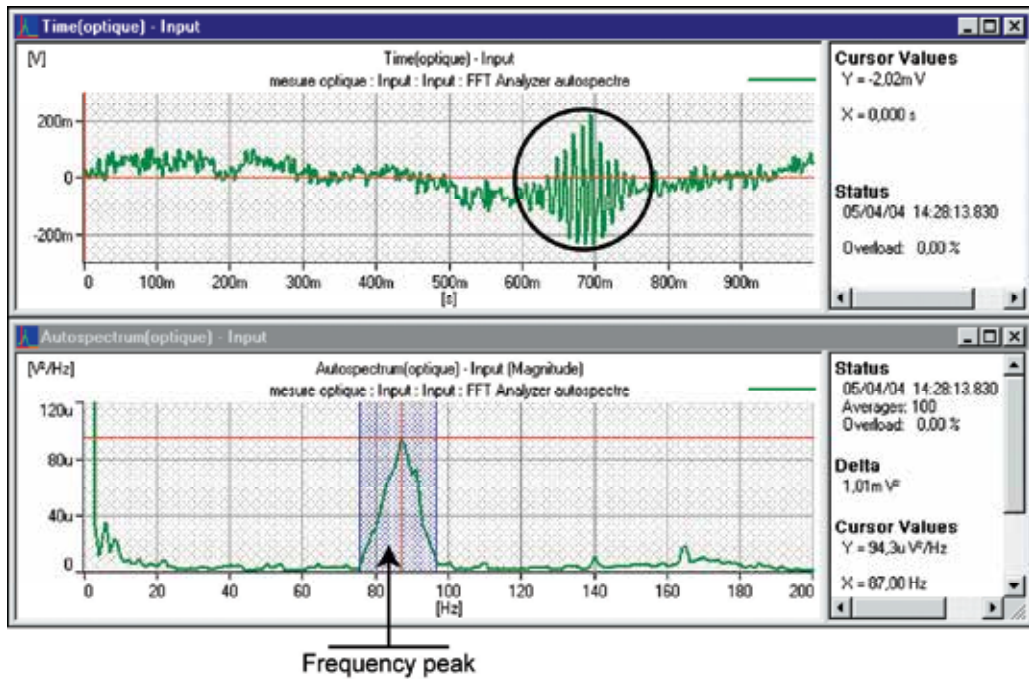 Time(optique) - Input
[V]
Time(optique) - Input
mesure optique : Input : Input : FFT Analyzer autospectre
200m
0
-200m
0 100m 200m 300m 400m 500m 600m 700m 800m 900m
[s]
Cursor Values
Y = -2,02m V
X = 0,000 s
Status
05/04/04 14:28:13.830
Overload: 0,00 %
Autospectrum(optique) - Input
[V²/Hz]
Autospectrum(optique) - Input (Magnitude)
mesure optique : Input : Input : FFT Analyzer autospectre
120u
80u
40u
0
0 20 40 60 80 100 120 140 160 180 200
[Hz]
Status
05/04/04 14:28:13.830
Averages: 100
Overload: 0,00 %
Delta
1,01m V²
Cursor Values
Y = 94,3u V²/Hz
X = 87,00 Hz
Frequency peak